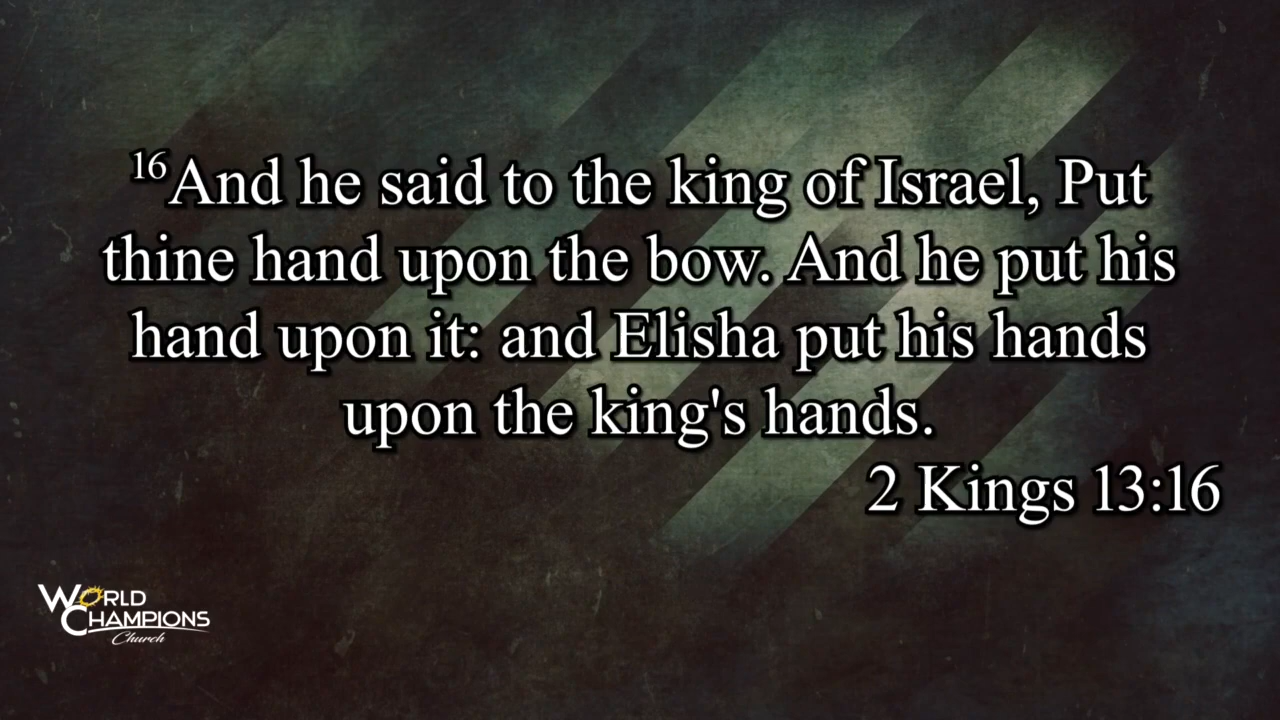 16And he said to the king of Israel, Put
thine hand upon the bow. And he put his
hand upon it: and Elisha put his hands
upon the king's hands.
2 Kings 13:16
WORLD
CHAMPIONS
Church